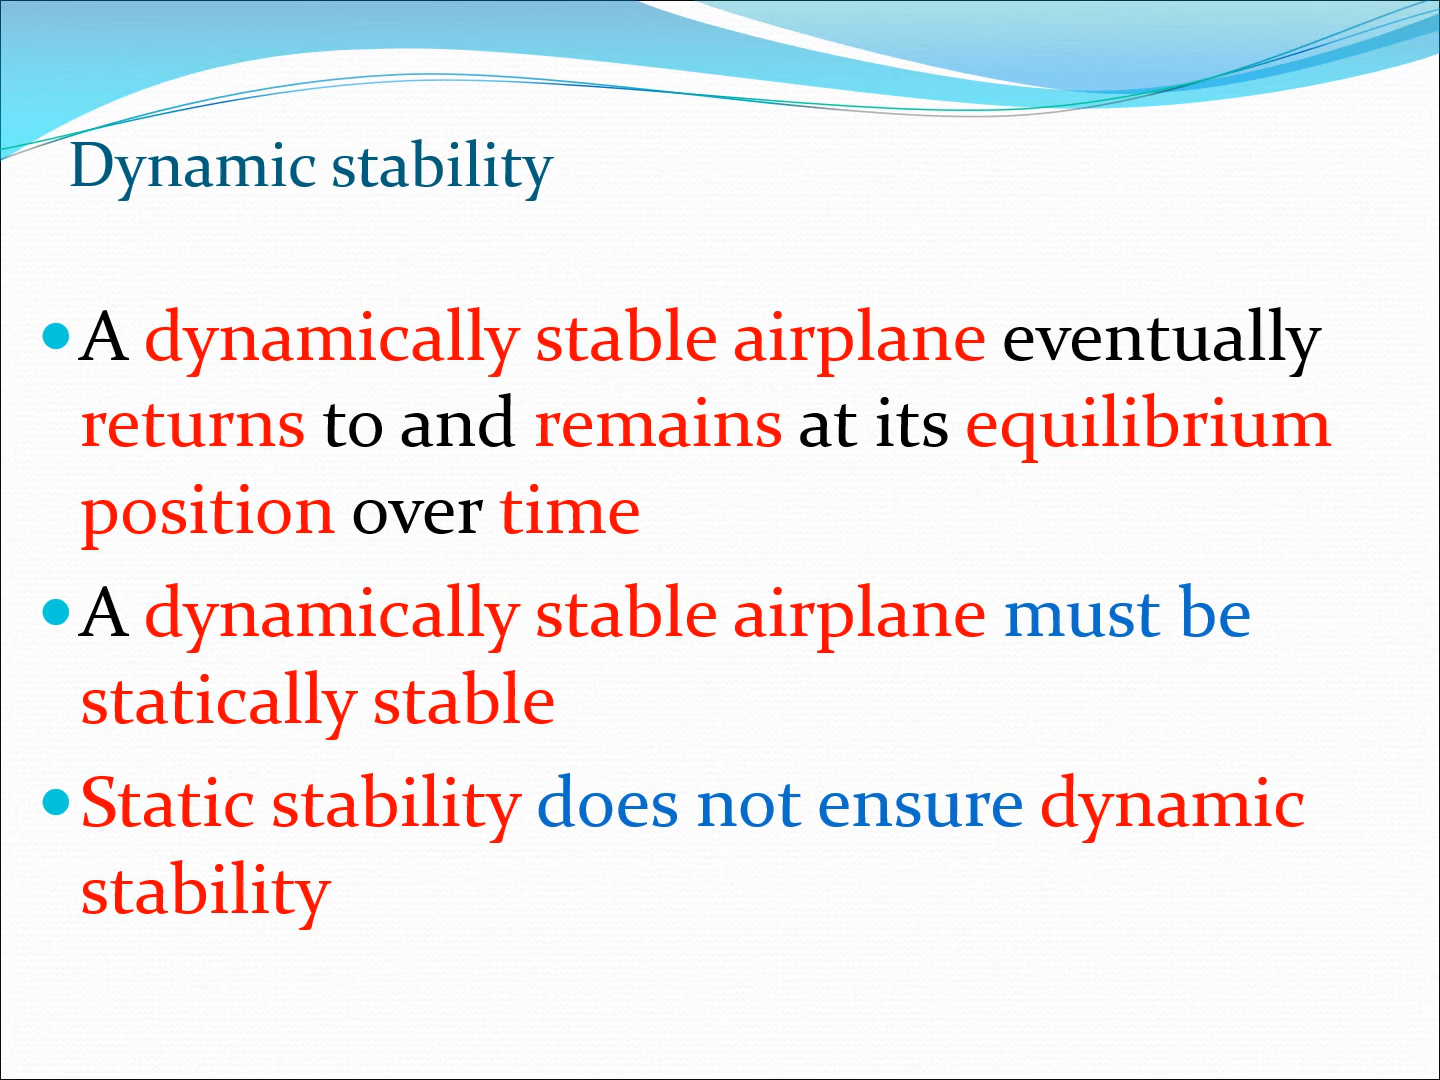 Dynamic stability
•A dynamically stable airplane eventually
returns to and remains at its equilibrium
position over time
•A dynamically stable airplane must be
statically stable
•Static stability does not ensure dynamic
stability